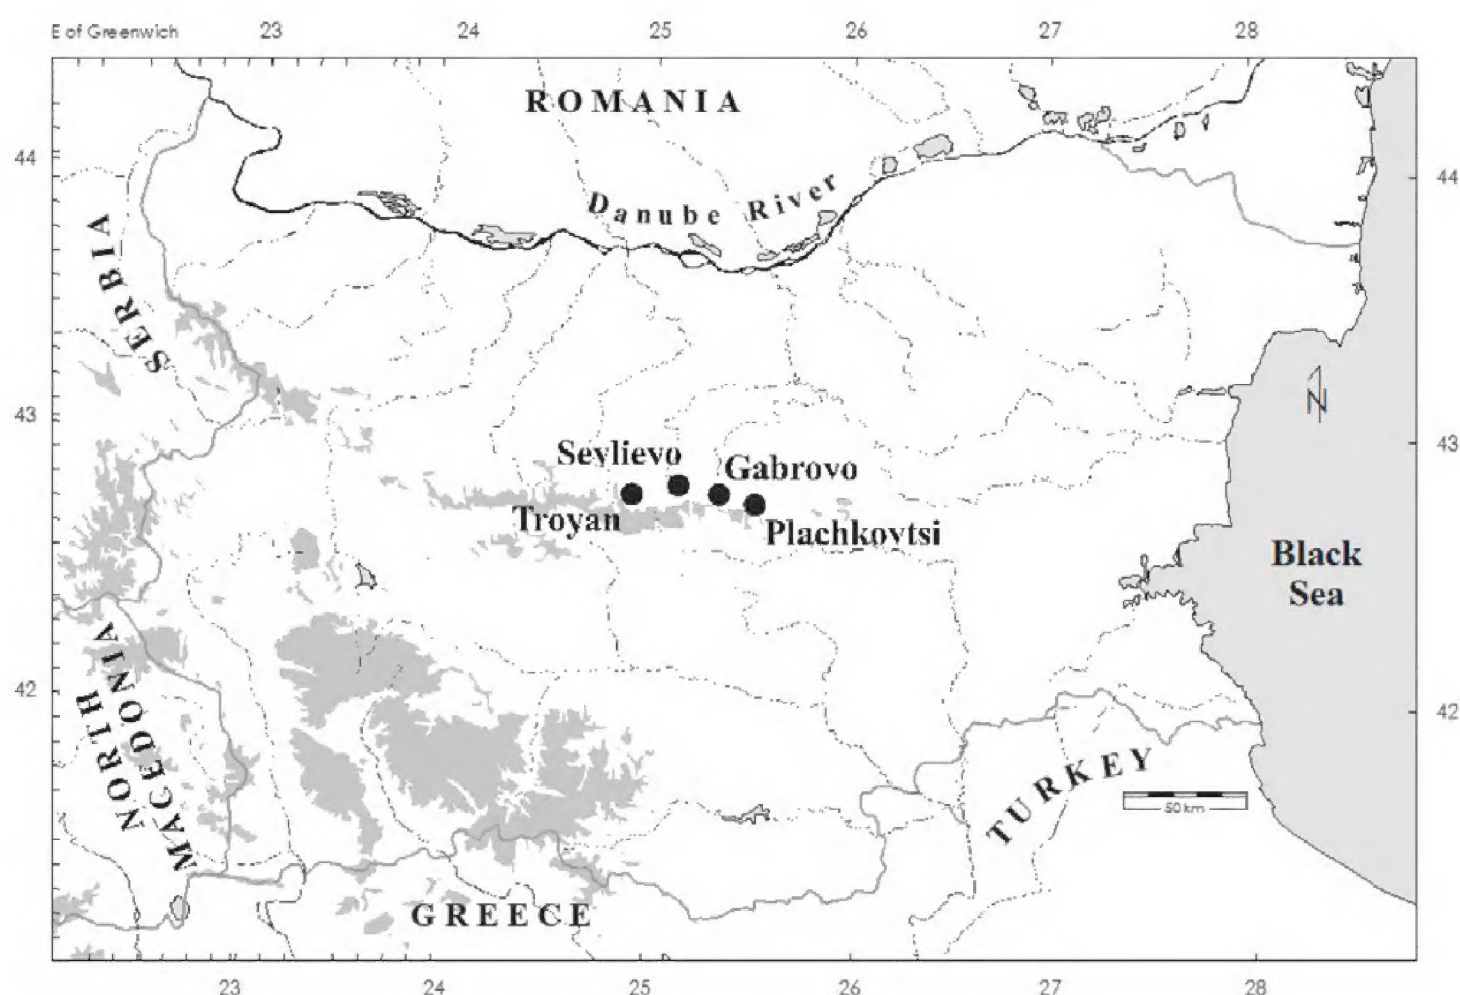 E of Greenwich 23 24 25 26 27 28
ROMANIA
44
44
Danube River
SERBIA
43
43
Sevlievo
Gabrovo
Troyan
Plachkovtsi
N
Black
Sea
NORTH
MACEDONIA
42
42
TURKEY
50 km
GREECE
23 24 25 26 27 28